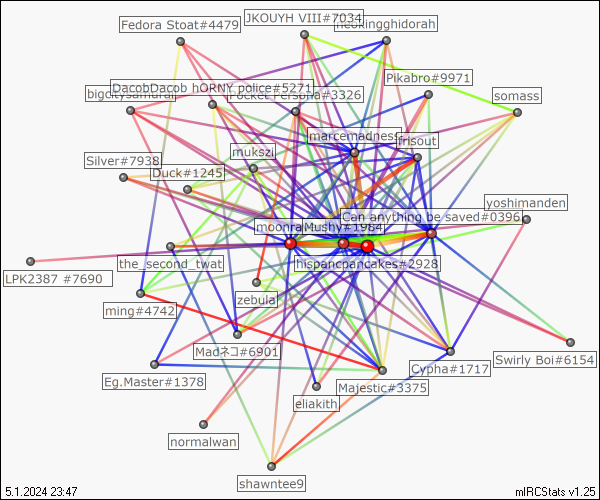 JKOUYH VIII#7034
Fedora Stoat#4479
neokingghidorah
Pikabro#9971
DacobDacob hORNY police#5271
bigcitysamurai
Pocket Persona#3326
somass
marcemadness
frisout
mukszi
Silver#7938
Duck#1245
yoshimanden
Can anything be saved#0396
moonra
Mushy#1984
the_second_twat
hispancpancakes#2928
LPK2387 #7690
zebula
ming#4742
Madネコ#6901
Swirly Boi#6154
Cypha#1717
Eg.Master#1378
Majestic#3375
eliakith
normalwan
shawntee9
5.1.2024 23:47
mIRCStats v1.25